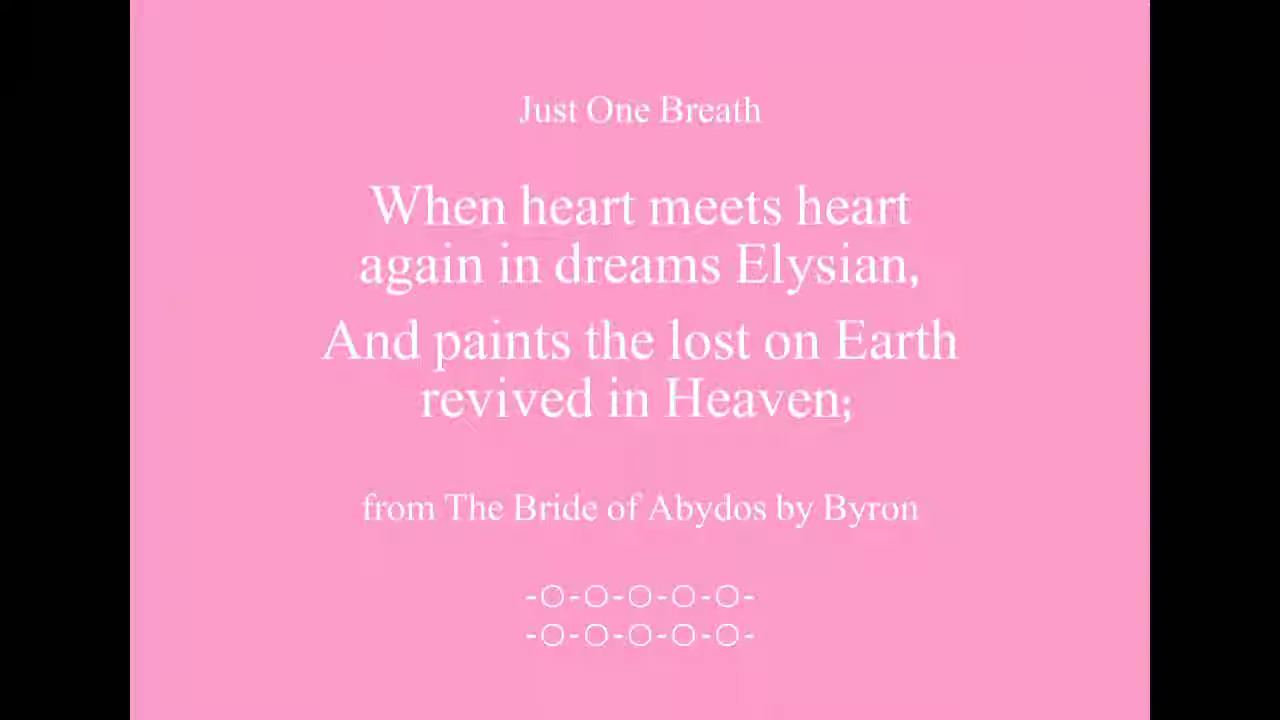 Just One Breath
When heart meets heart
again in dreams Elysian,
And paints the lost on Earth
revived in Heaven;
from The Bride of Abydos by Byron
-○-○-○-○-○-
-○-○-○-○-○-